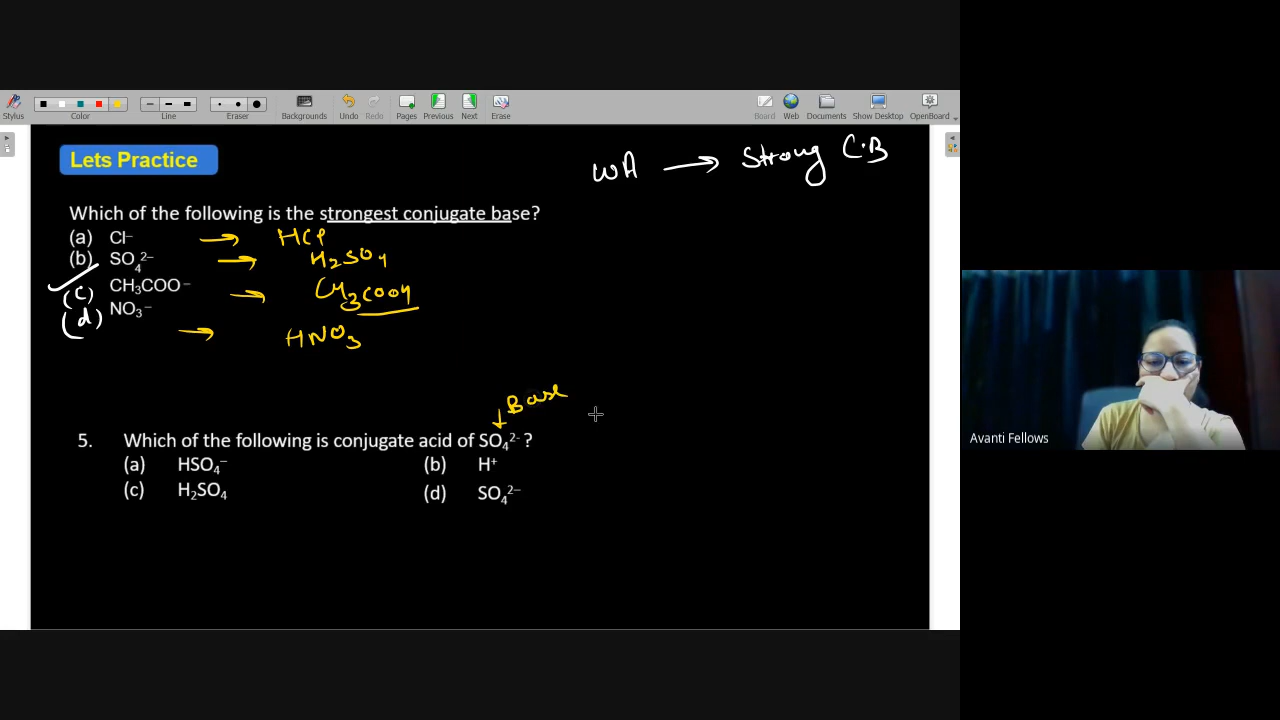 Stylus
Color
Line
Eraser
Backgrounds
Undo
Redo
Pages
Previous
Next
Erase
Board
Web
Documents
Show Desktop
OpenBoard
Lets Practice
WA → Strong C.B
Which of the following is the strongest conjugate base?
(a) Cl⁻ → HCl
(b) SO₄²⁻ → H₂SO₄
(c) CH₃COO⁻ → CH₃COOH
(d) NO₃⁻ → HNO₃
↓ Base
5. Which of the following is conjugate acid of SO₄²⁻ ?
(a) HSO₄⁻ (b) H⁺
(c) H₂SO₄ (d) SO₄²⁻
Avanti Fellows